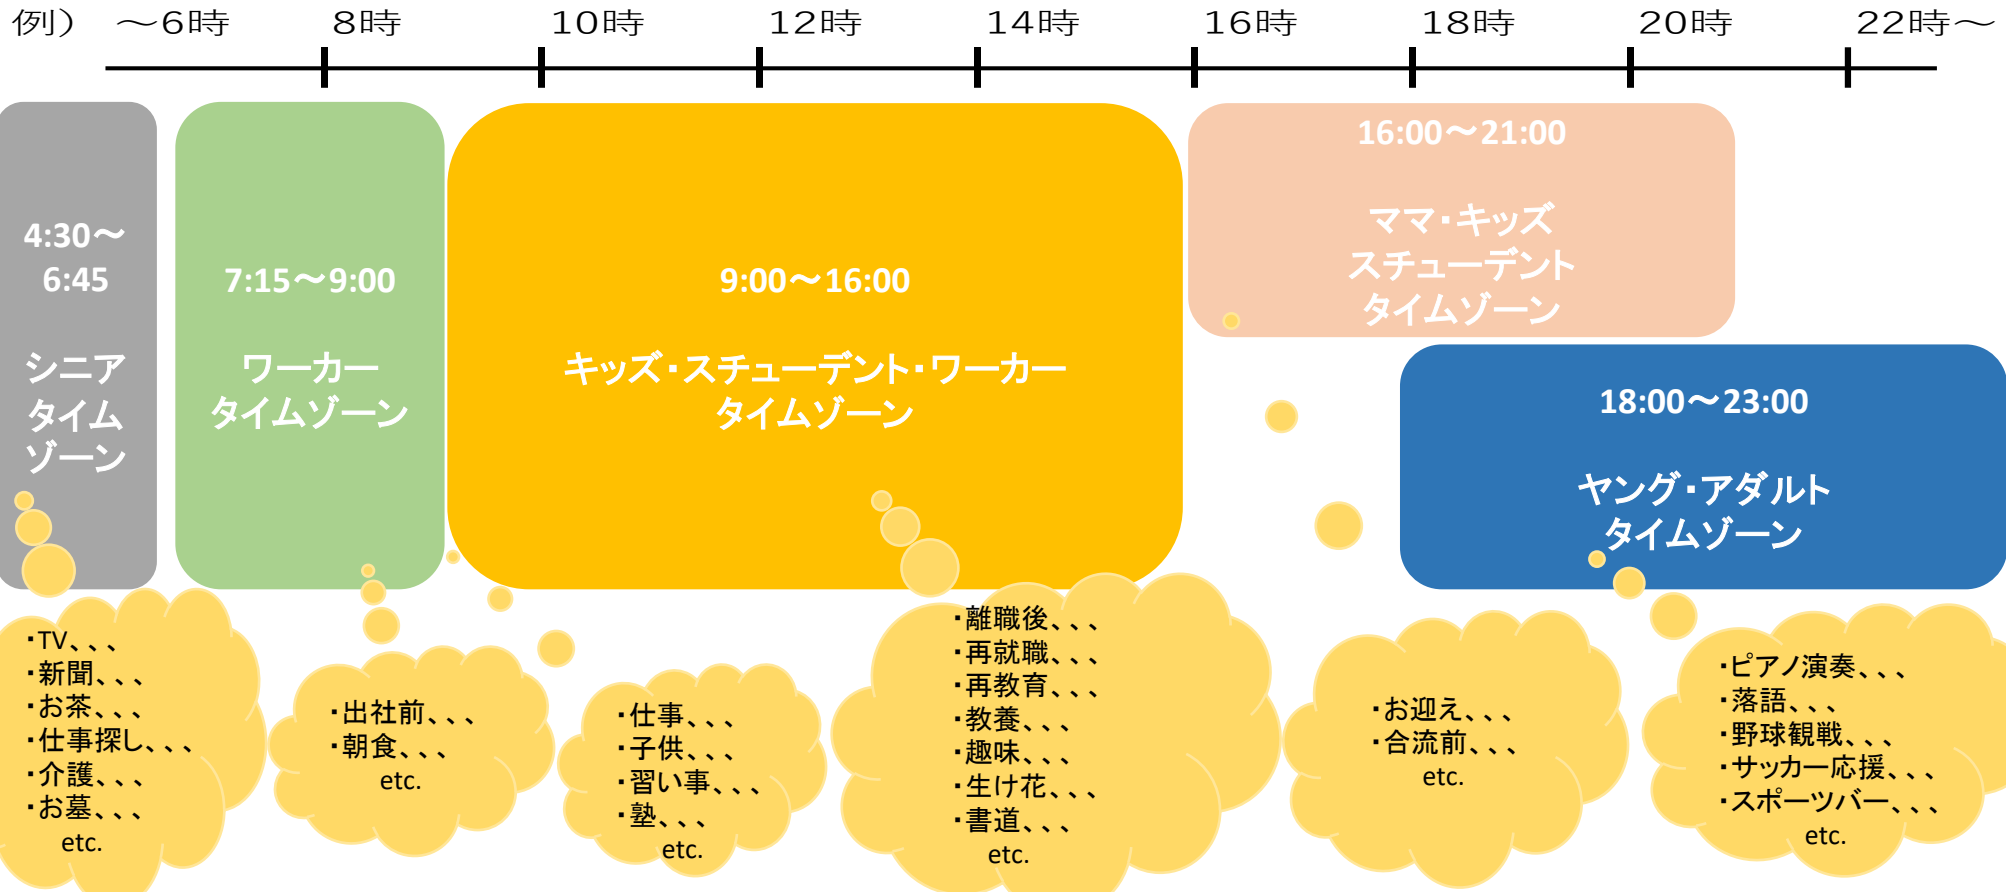 例） ～6時 8時 10時 12時 14時 16時 18時 20時 22時～
4:30～
6:45
シニア
タイム
ゾーン
7:15～9:00
ワーカー
タイムゾーン
9:00～16:00
キッズ・スチューデント・ワーカー
タイムゾーン
16:00～21:00
ママ・キッズ
スチューデント
タイムゾーン
18:00～23:00
ヤング・アダルト
タイムゾーン
・TV、、、
・新聞、、、
・お茶、、、
・仕事探し、、、
・介護、、、
・お墓、、、
etc.
・出社前、、、
・朝食、、、
etc.
・仕事、、、
・子供、、、
・習い事、、、
・塾、、、
etc.
・離職後、、、
・再就職、、、
・再教育、、、
・教養、、、
・趣味、、、
・生け花、、、
・書道、、、
etc.
・お迎え、、、
・合流前、、、
etc.
・ピアノ演奏、、、
・落語、、、
・野球観戦、、、
・サッカー応援、、、
・スポーツバー、、、
etc.